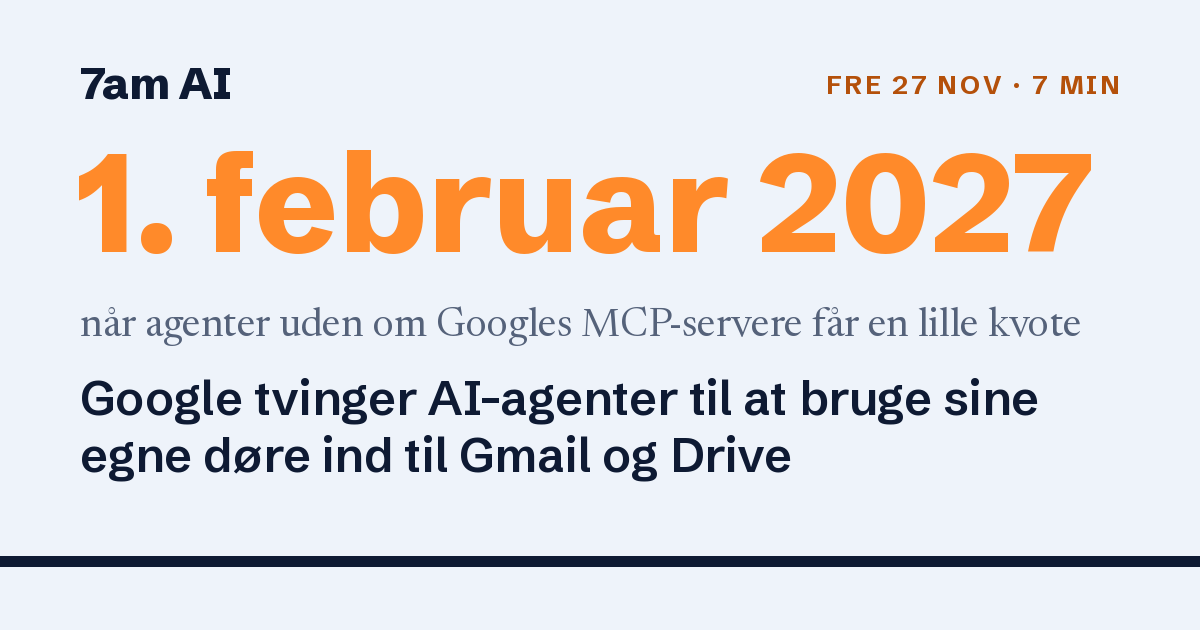 7am AI
FRE 27 NOV · 7 MIN
1. februar 2027
når agenter uden om Googles MCP-servere får en lille kvote
Google tvinger AI-agenter til at bruge sine
egne døre ind til Gmail og Drive